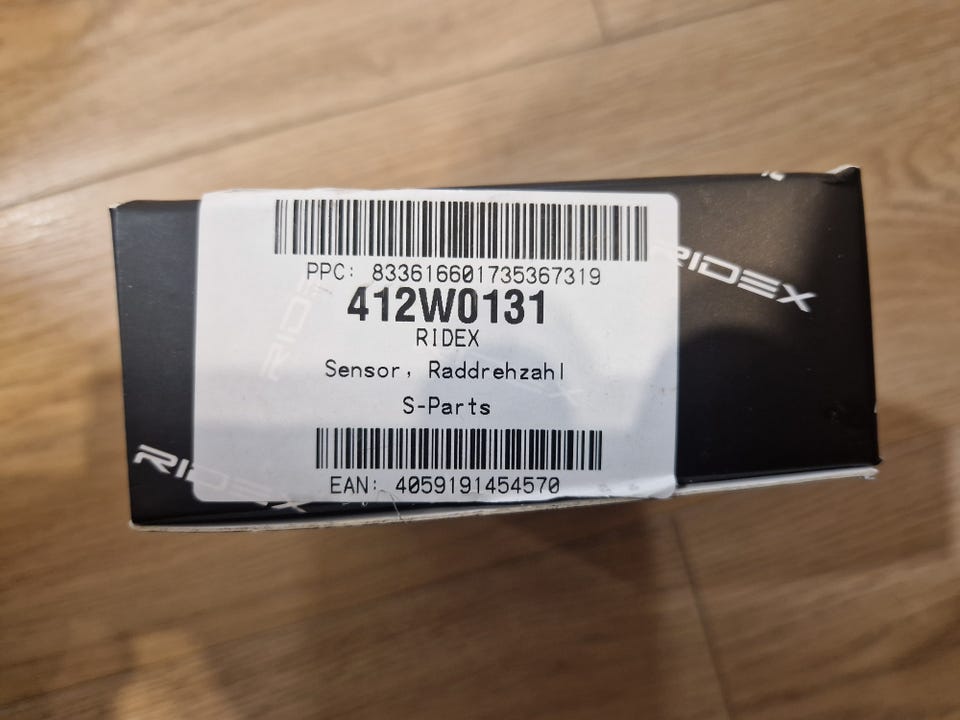 PPC: 833616601735367319
412W0131
RIDEX
Sensor, Raddrehzahl
S-Parts
EAN: 4059191454570
RIDEX
RIDEX